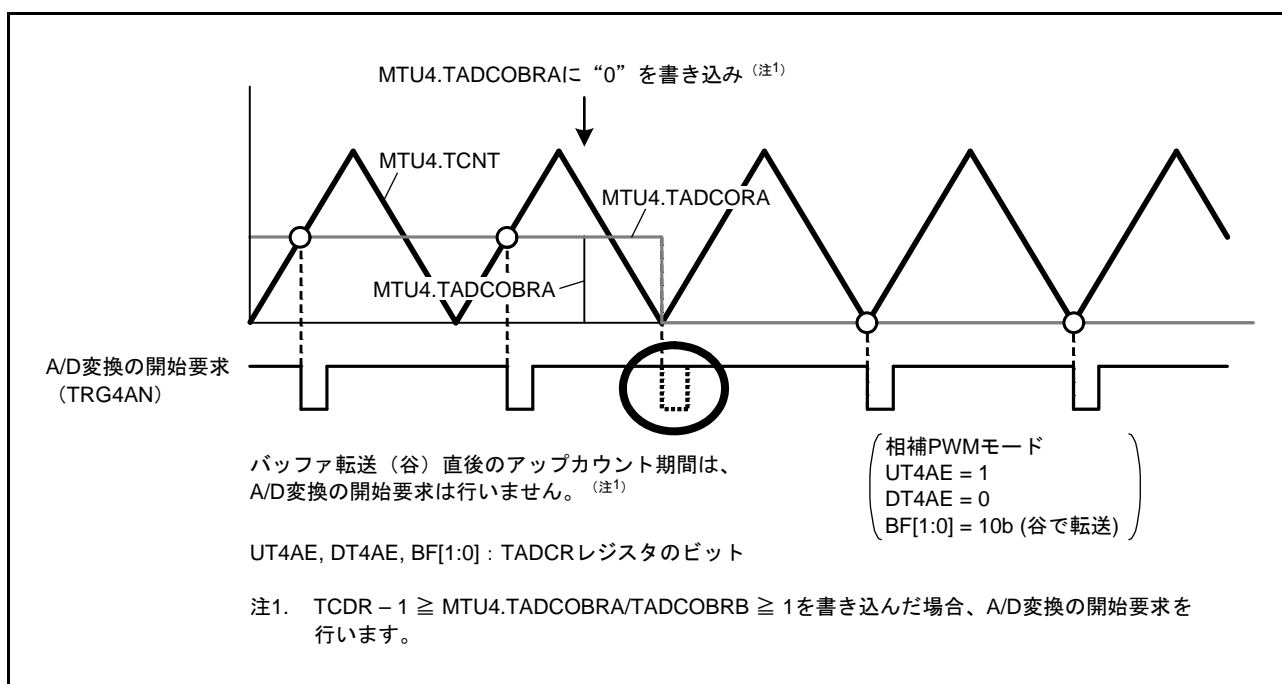 MTU4.TADCOBRAに“0”を書き込み（注1）
MTU4.TCNT
MTU4.TADCORA
MTU4.TADCOBRA
A/D変換の開始要求
（TRG4AN）
バッファ転送（谷）直後のアップカウント期間は、
A/D変換の開始要求は行いません。（注1）
相補PWMモード
UT4AE = 1
DT4AE = 0
BF[1:0] = 10b (谷で転送)
UT4AE, DT4AE, BF[1:0]：TADCRレジスタのビット
注1. TCDR – 1 ≧ MTU4.TADCOBRA/TADCOBRB ≧ 1を書き込んだ場合、A/D変換の開始要求を
行います。